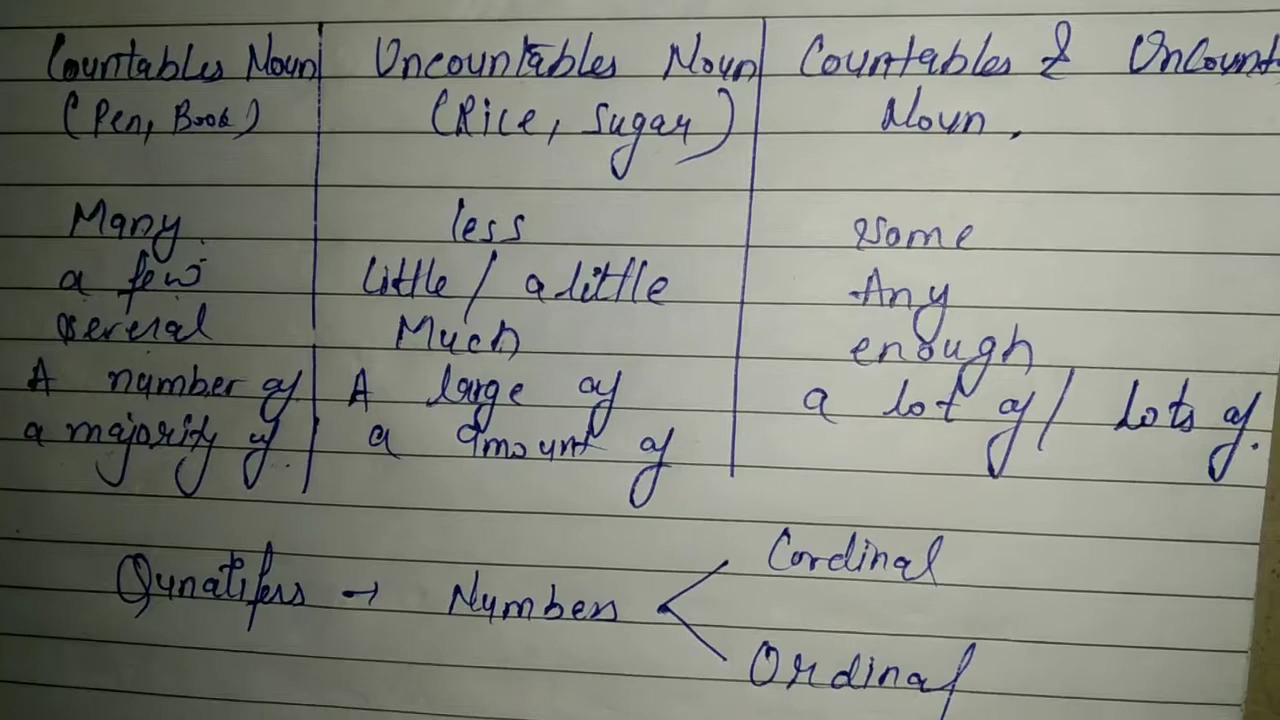 Countables Noun | Uncountables Noun | Countables & Uncount
(Pen, Book) | (Rice, Sugar) | Noun.
Many. | less | Some
a few | little / a little | Any
several | Much | enough
A number of | A large of | a lot of / lots of.
a majority of. | a amount of
Qunatifers → Numbers
Cordinal
Ordinal